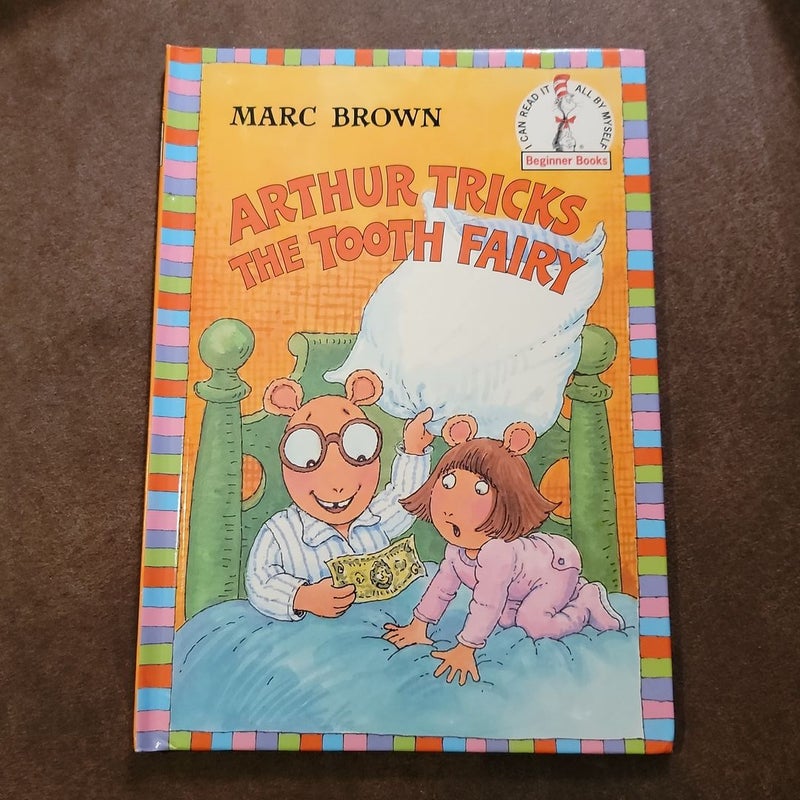 MARC BROWN
I CAN READ IT ALL BY MYSELF
Beginner Books
ARTHUR TRICKS
THE TOOTH FAIRY